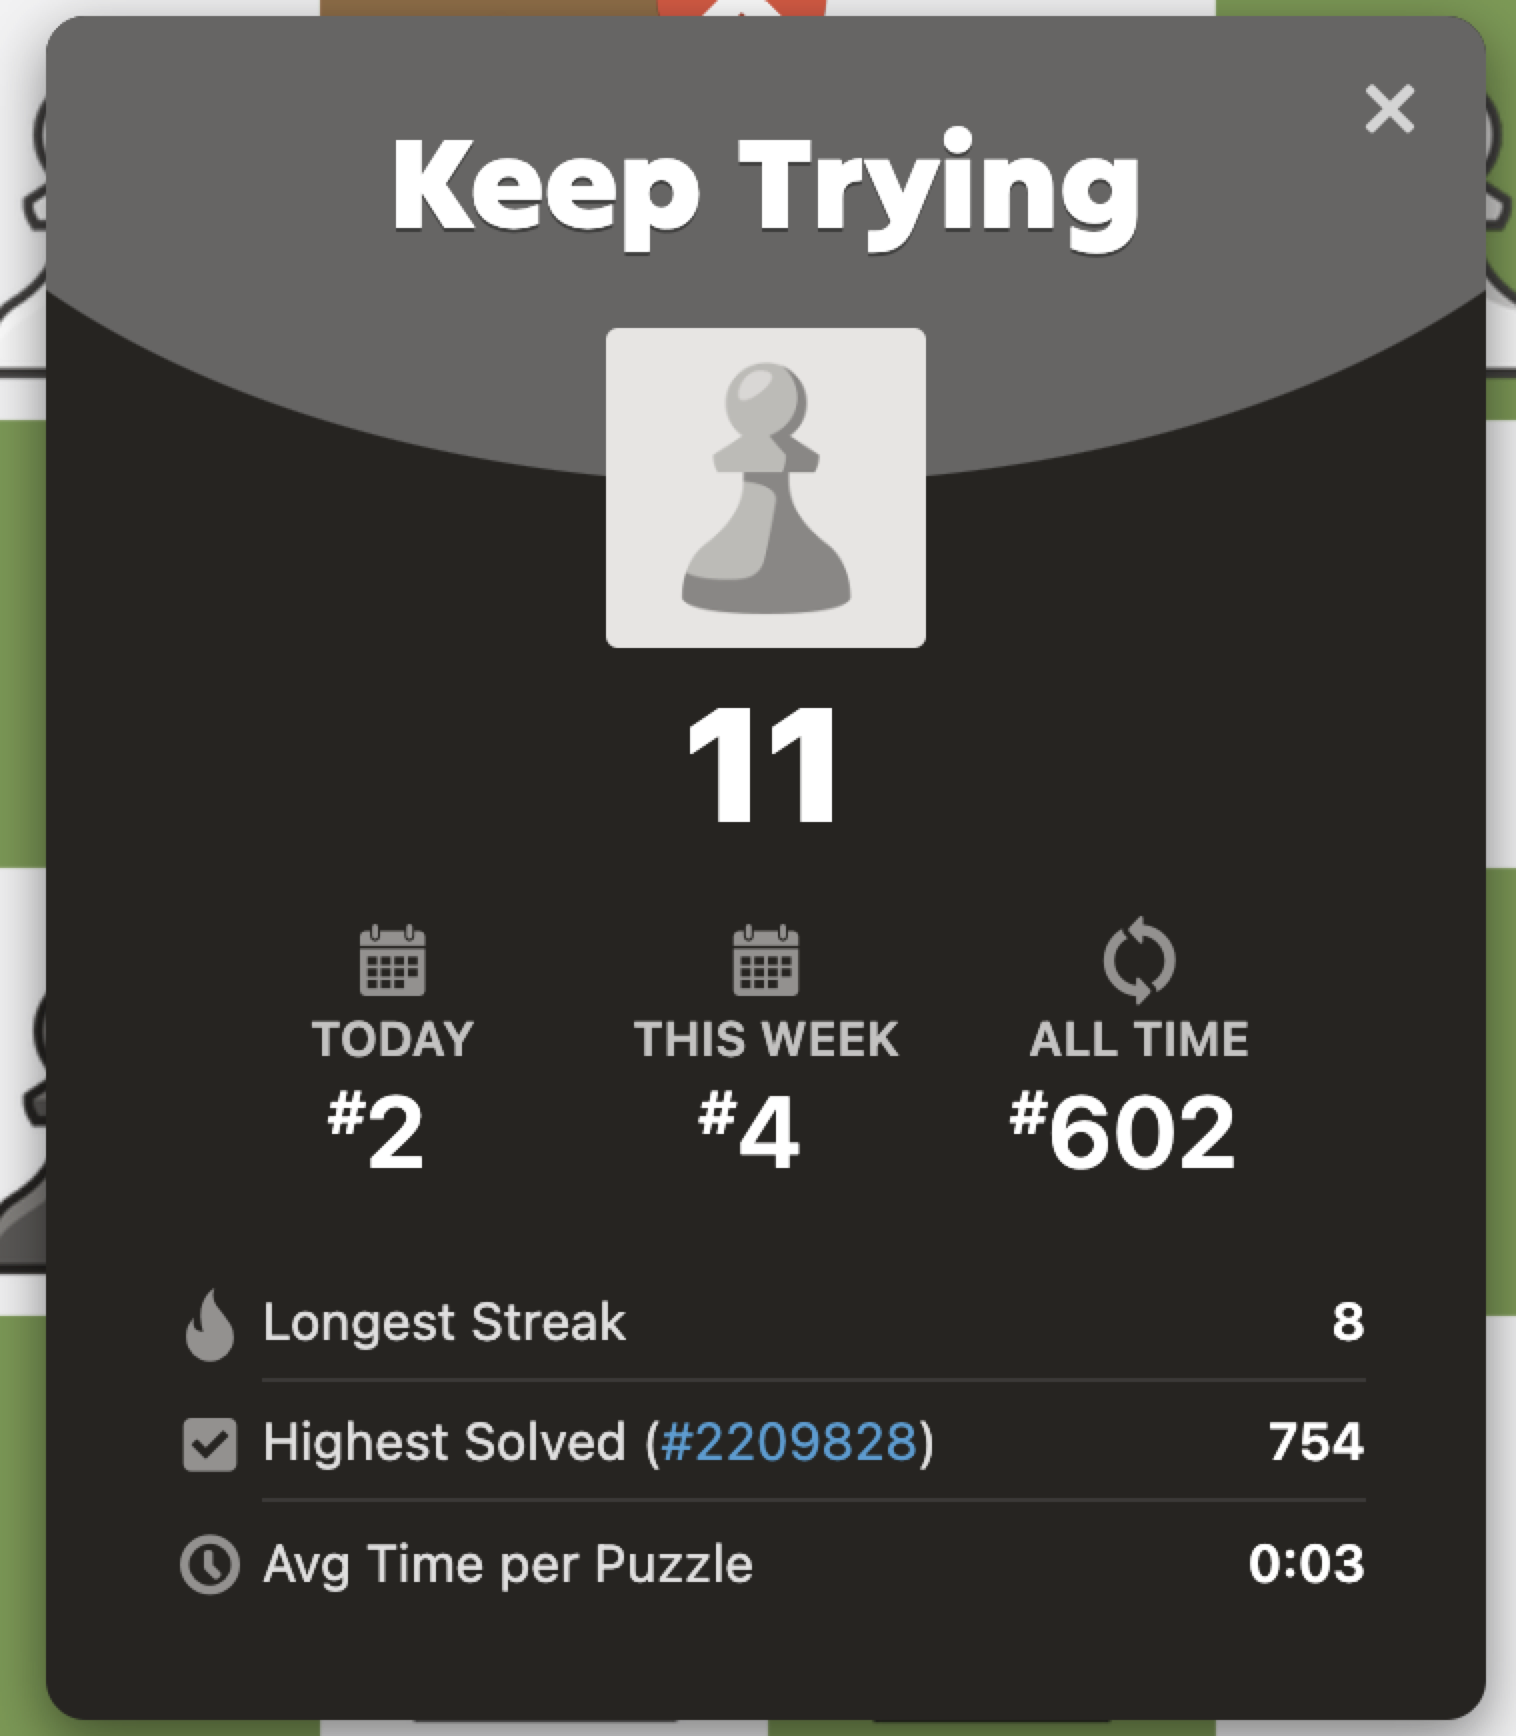 Keep Trying
11
TODAY THIS WEEK ALL TIME
#2 #4 #602
Longest Streak 8
Highest Solved (#2209828) 754
Avg Time per Puzzle 0:03